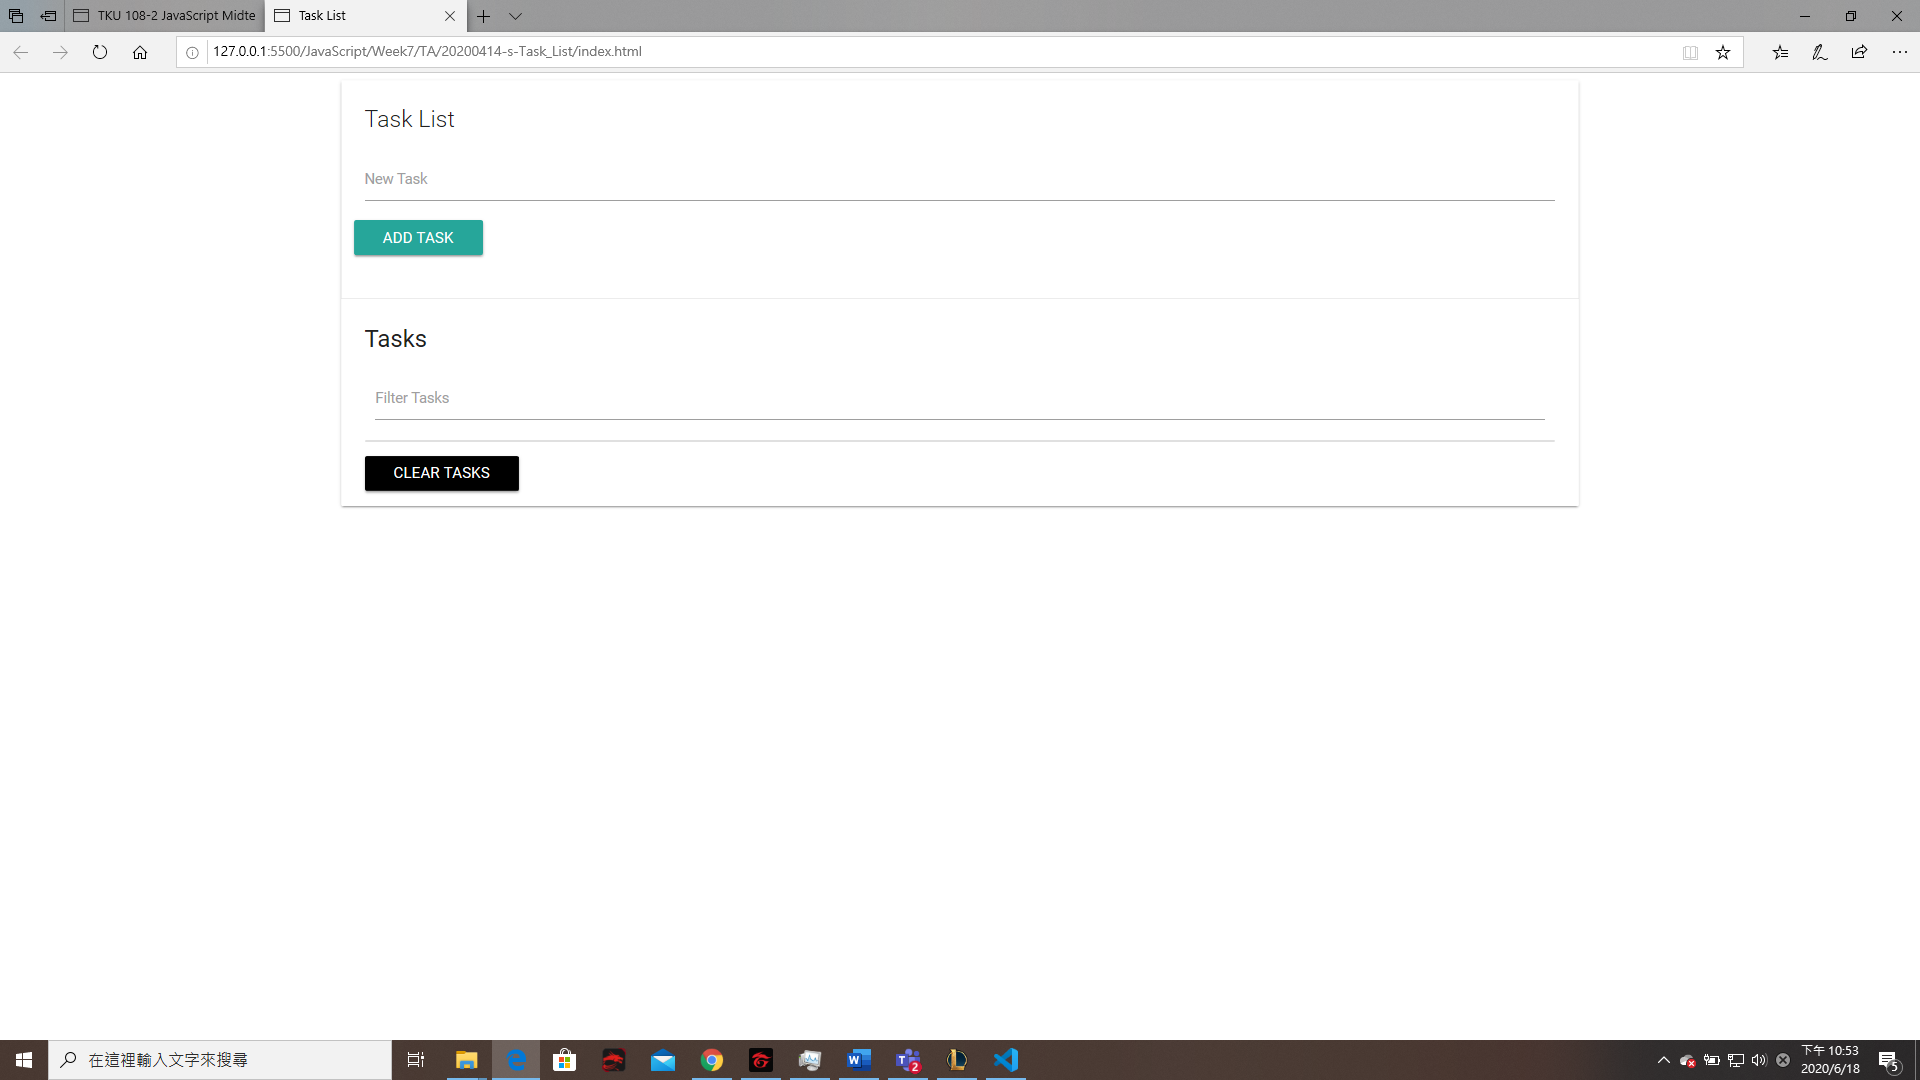 TKU 108-2 JavaScript Midte
Task List
127.0.0.1:5500/JavaScript/Week7/TA/20200414-s-Task_List/index.html
Task List
New Task
ADD TASK
Tasks
Filter Tasks
CLEAR TASKS
在這裡輸入文字來搜尋
W
T
2
下午 10:53
2020/6/18
5